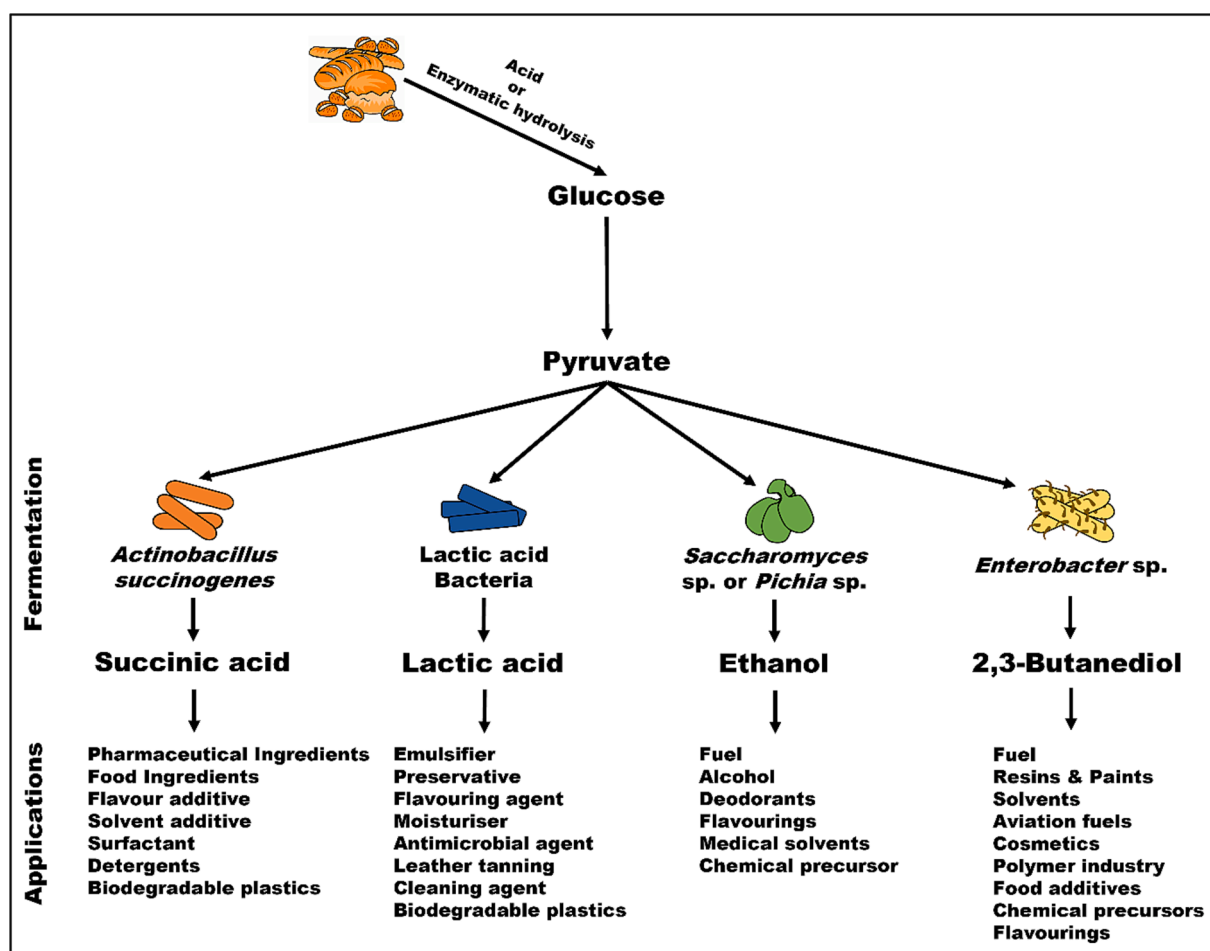 Acid
or
Enzymatic hydrolysis
Glucose
Pyruvate
Fermentation
Actinobacillus
succinogenes
Lactic acid
Bacteria
Saccharomyces
sp. or Pichia sp.
Enterobacter sp.
Succinic acid
Lactic acid
Ethanol
2,3-Butanediol
Applications
Pharmaceutical Ingredients
Food Ingredients
Flavour additive
Solvent additive
Surfactant
Detergents
Biodegradable plastics
Emulsifier
Preservative
Flavouring agent
Moisturiser
Antimicrobial agent
Leather tanning
Cleaning agent
Biodegradable plastics
Fuel
Alcohol
Deodorants
Flavourings
Medical solvents
Chemical precursor
Fuel
Resins & Paints
Solvents
Aviation fuels
Cosmetics
Polymer industry
Food additives
Chemical precursors
Flavourings